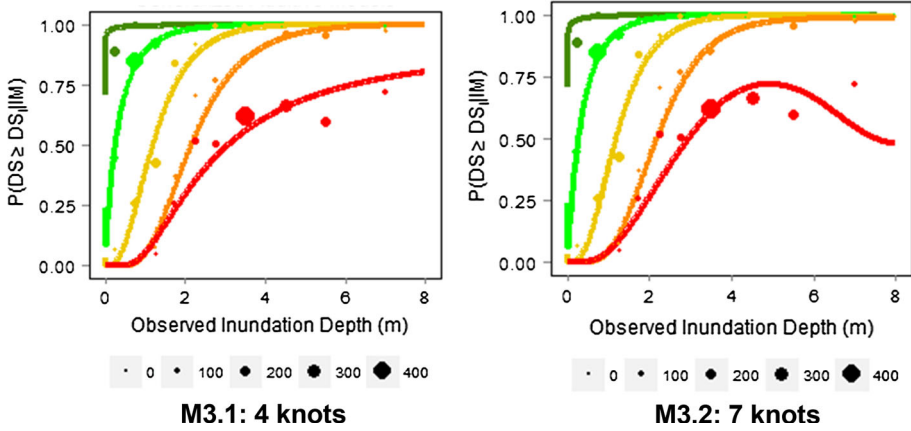 1.00
0.75
0.50
0.25
0.00
P(DS ≥ DSi|IM)
0 2 4 6 8
Observed Inundation Depth (m)
0 100 200 300 400
M3.1: 4 knots
1.00
0.75
0.50
0.25
0.00
P(DS ≥ DSi|IM)
0 2 4 6 8
Observed Inundation Depth (m)
0 100 200 300 400
M3.2: 7 knots